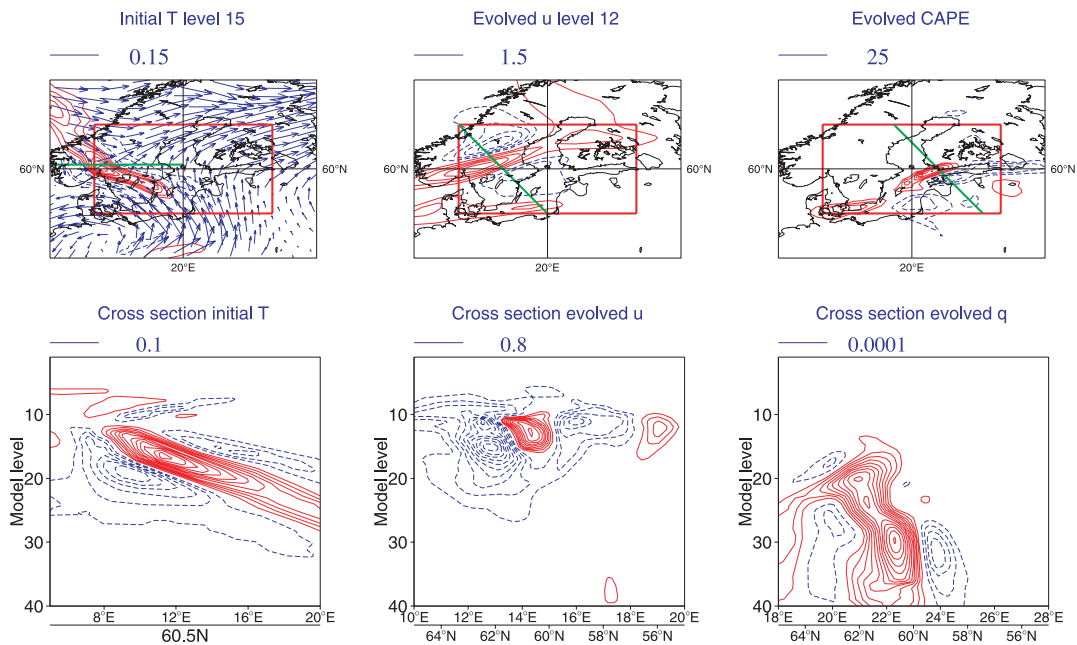 Initial T level 15
Evolved u level 12
Evolved CAPE
0.15
1.5
25
60°N
60°N
60°N
60°N
60°N
60°N
20°E
20°E
20°E
Cross section initial T
Cross section evolved u
Cross section evolved q
0.1
0.8
0.0001
Model level
10
20
30
40
8°E
12°E
16°E
20°E
60.5N
Model level
10
20
30
40
10°E
12°E
14°E
16°E
18°E
20°E
64°N
62°N
60°N
58°N
56°N
Model level
10
20
30
40
18°E
20°E
22°E
24°E
26°E
28°E
64°N
62°N
60°N
58°N
56°N